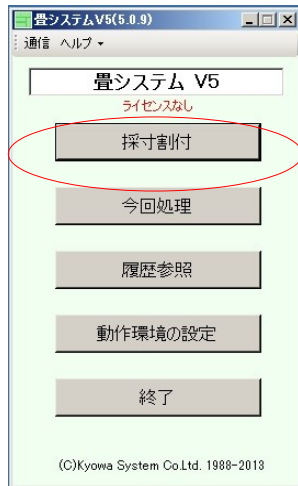 畳システムV5(5.0.9)
通信 ヘルプ
畳システム V5
ライセンスなし
採寸割付
今回処理
履歴参照
動作環境の設定
終了
(C)Kyowa System Co.Ltd. 1988-2013